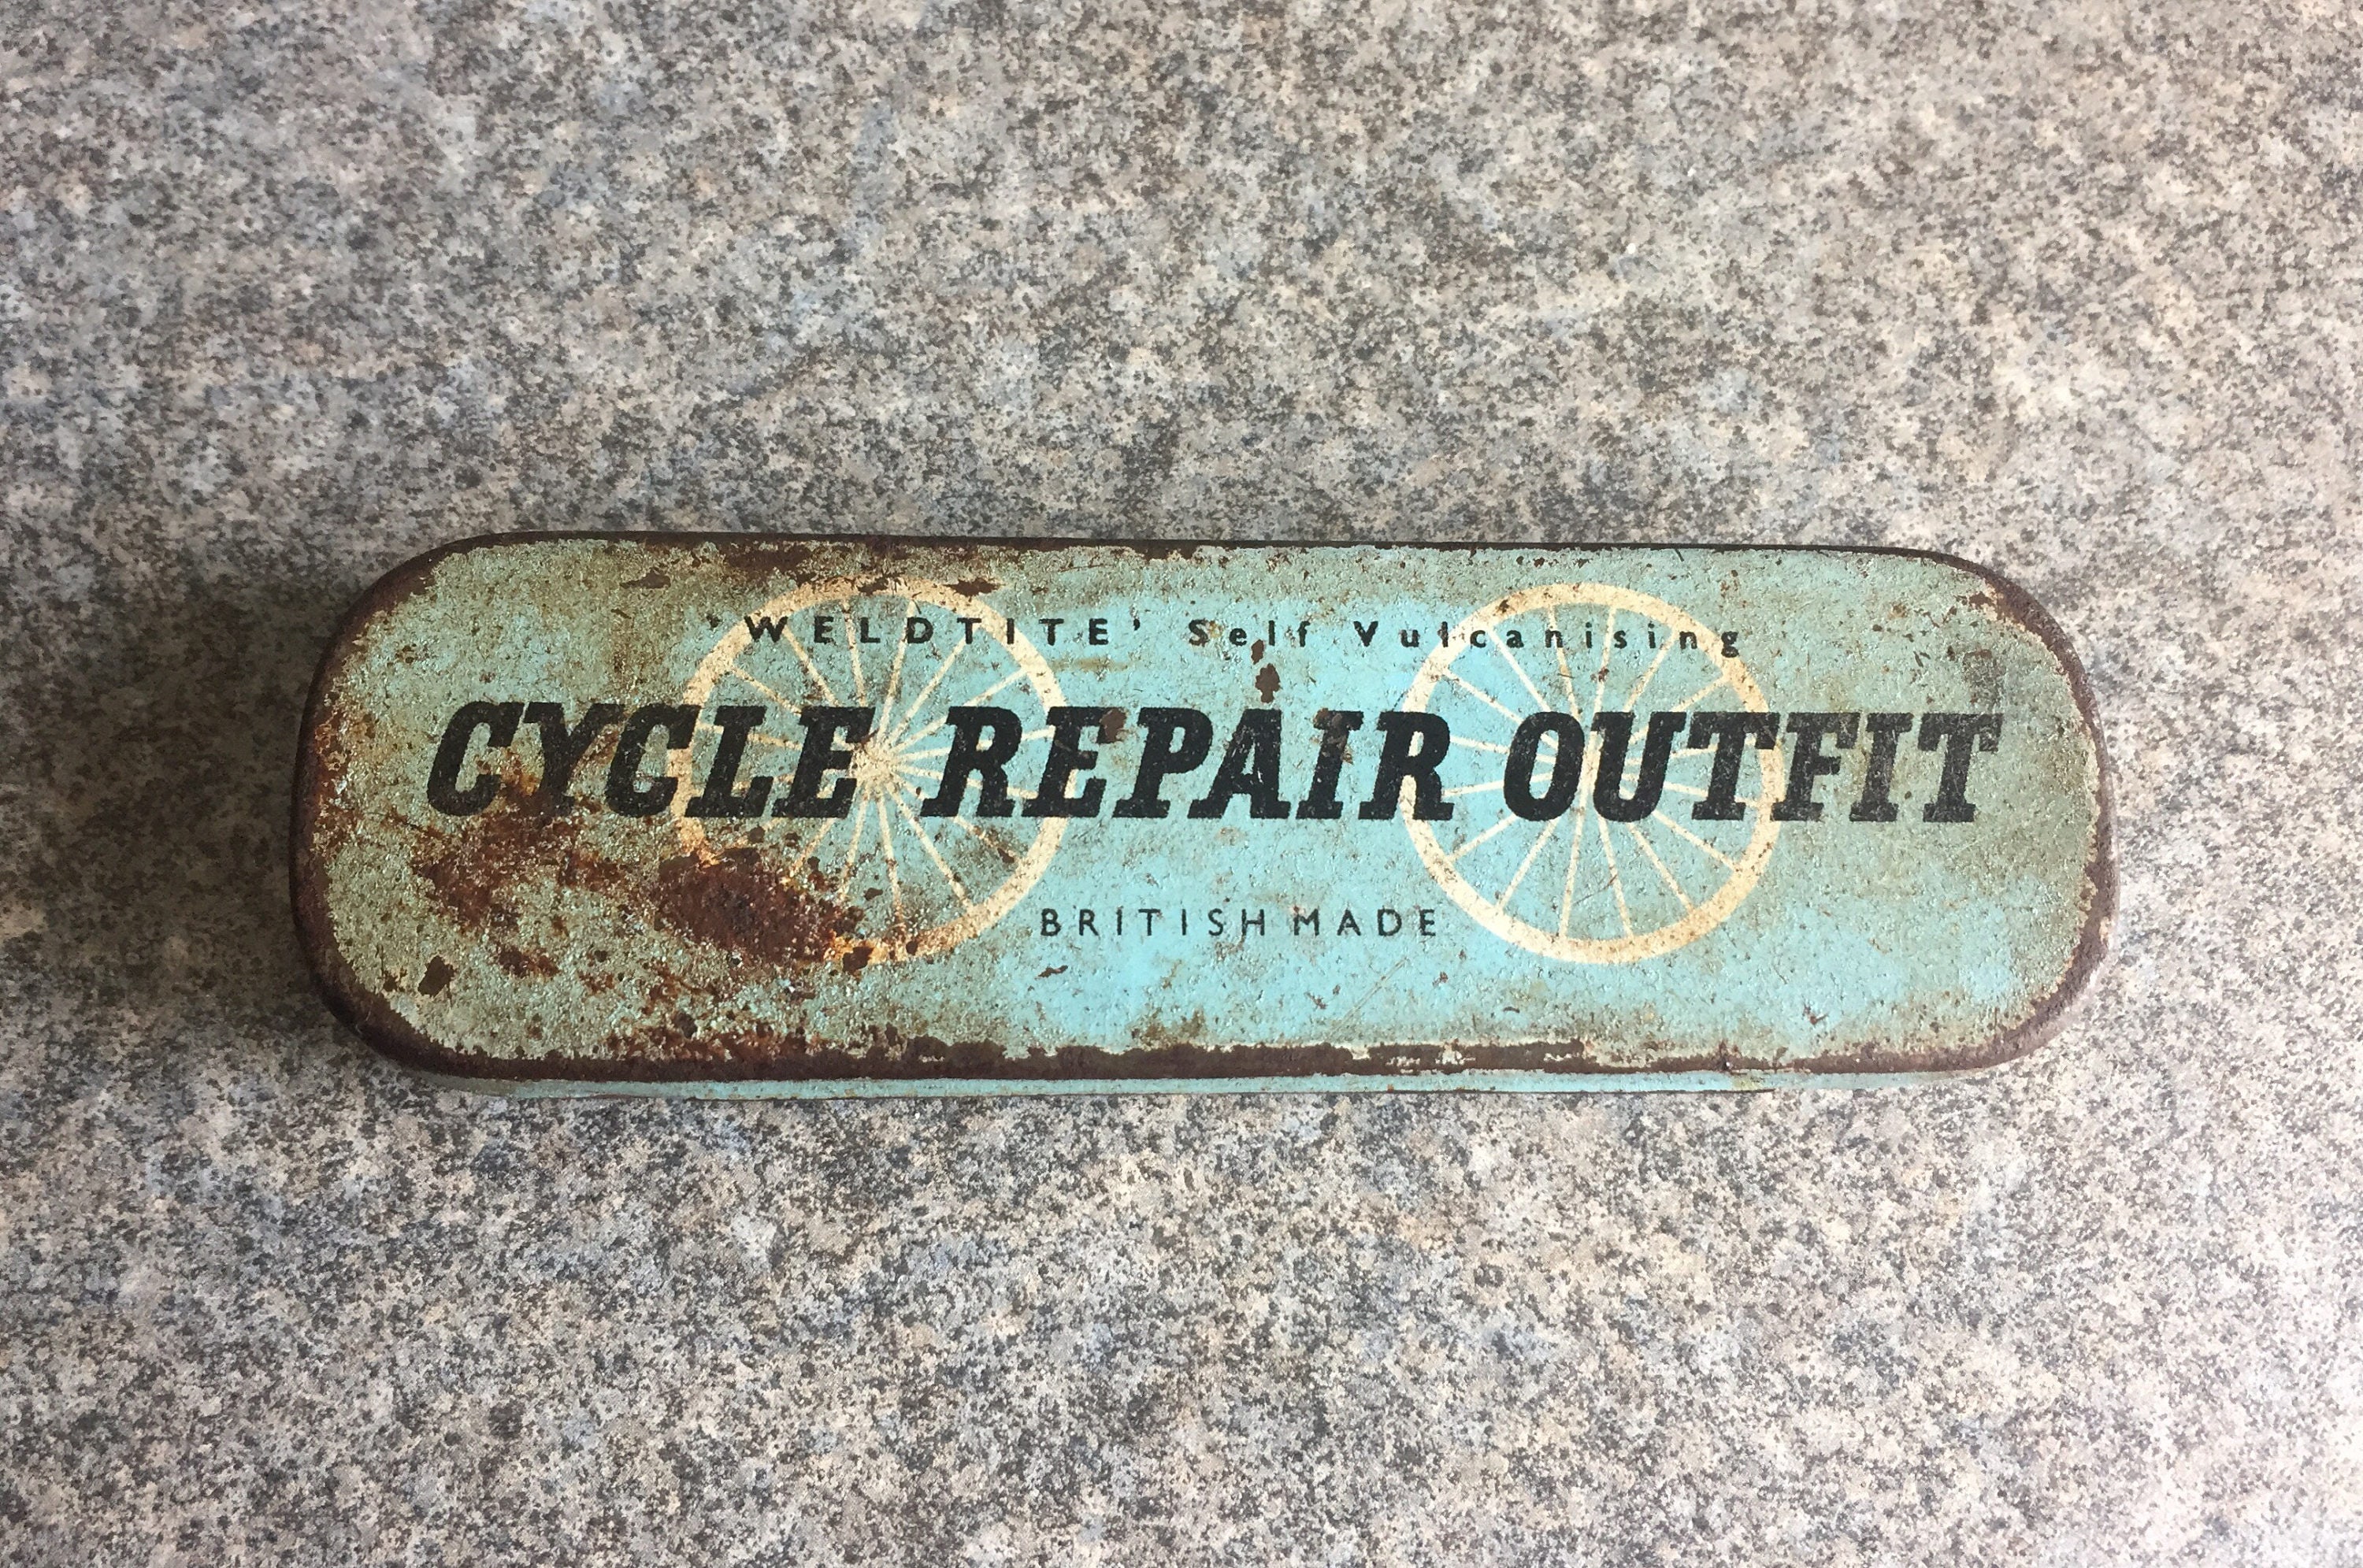 'WELDTITE' Self Vulcanising
CYCLE REPAIR OUTFIT
BRITISH MADE